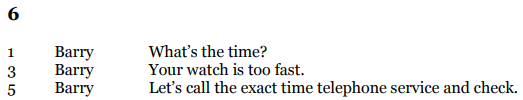 6
1 Barry What's the time?
3 Barry Your watch is too fast.
5 Barry Let's call the exact time telephone service and check.